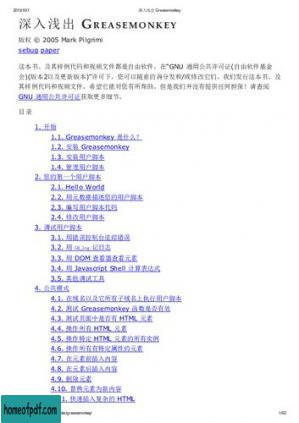 2010/10/1 深入浅出 Greasemonkey
深入浅出 GREASEMONKEY
版权 © 2005 Mark Pilgrimi
sebug paper
这本书、及其样例代码和视频文件都是自由软件。在"GNU 通用公共许可证(自由软件基金会)(版本2以及更新版本)"许可下，您可以随意的再分发和/或修改它们。我们发行这本书、及其样例代码和视频文件，希望它能对您有所帮助，但是我们并没有提供任何担保！请查阅
GNU 通用公共许可证获取更多细节。
目录
1. 开始
1.1. Greasemonkey 是什么?
1.2. 安装 Greasemonkey
1.3. 安装用户脚本
1.4. 管理用户脚本
2. 您的第一个用户脚本
2.1. Hello World
2.2. 用元数据描述您的用户脚本
2.3. 编写用户脚本代码
2.4. 修改用户脚本
3. 调试用户脚本
3.1. 用错误控制台追踪错误
3.2. 用 GM_log 记日志
3.3. 用 DOM 查看器查看元素
3.4. 用 Javascript Shell 计算表达式
3.5. 其他调试工具
4. 公共模式
4.1. 在域名以及它所有子域名上执行用户脚本
4.2. 测试 Greasemonkey 函数是否有效
4.3. 测试页面中是否有 HTML 元素
4.4. 操作所有 HTML 元素
4.5. 操作特定 HTML 元素的所有实例
4.6. 操作所有有特定属性的元素
4.7. 在元素前插入内容
4.8. 在元素后插入内容
4.9. 删除元素
4.10. 替换元素为新内容
1. 快速插入复杂的 HTML
homeofpdf.com
/greasemonkey/ 1/92